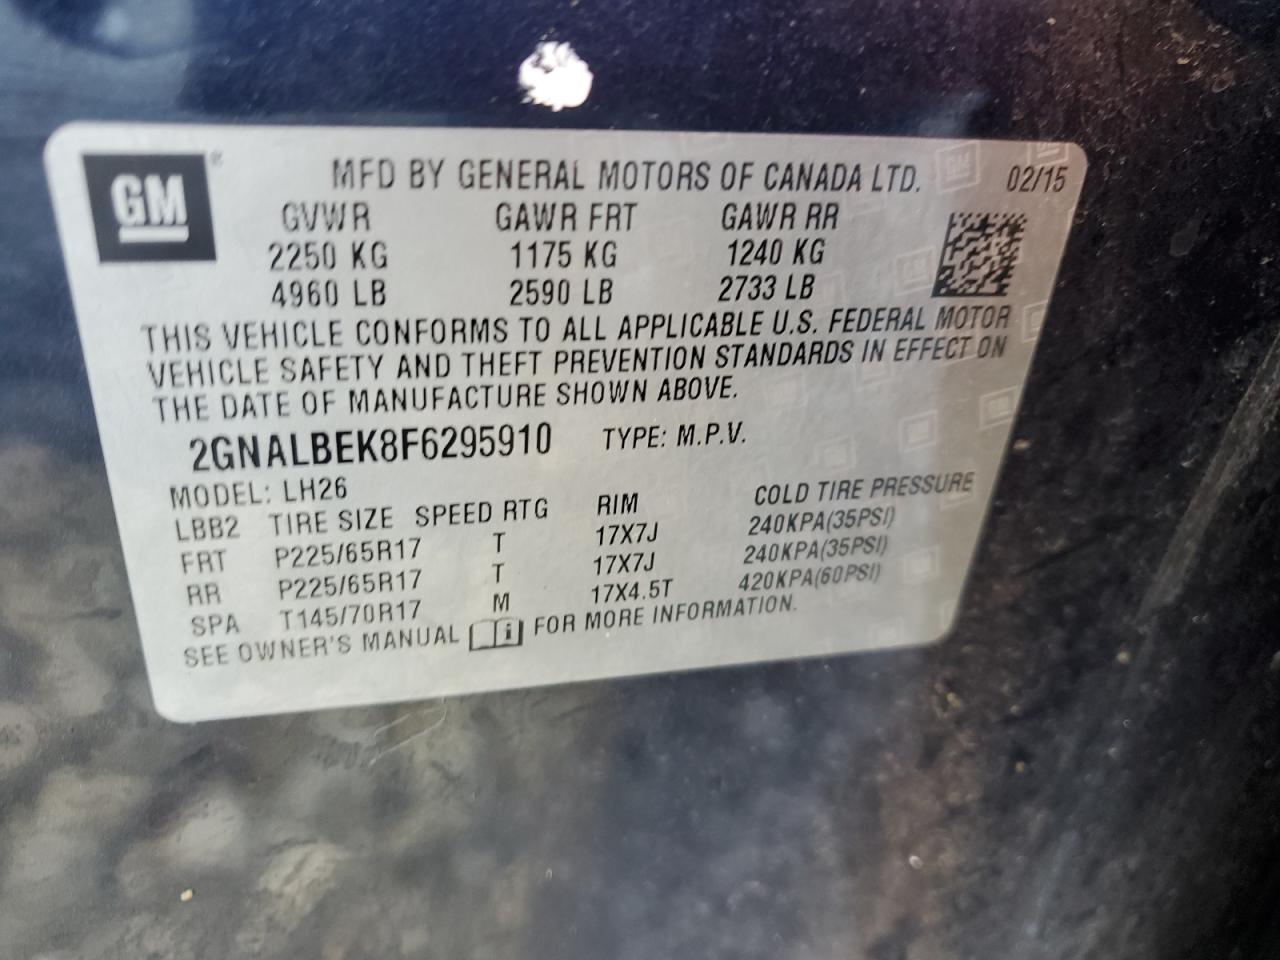 GM ®
MFD BY GENERAL MOTORS OF CANADA LTD. 02/15
GVWR GAWR FRT GAWR RR
2250 KG 1175 KG 1240 KG
4960 LB 2590 LB 2733 LB
THIS VEHICLE CONFORMS TO ALL APPLICABLE U.S. FEDERAL MOTOR
VEHICLE SAFETY AND THEFT PREVENTION STANDARDS IN EFFECT ON
THE DATE OF MANUFACTURE SHOWN ABOVE.
2GNALBEK8F6295910 TYPE: M.P.V.
MODEL: LH26
LBB2 TIRE SIZE SPEED RTG RIM COLD TIRE PRESSURE
FRT P225/65R17 T 17X7J 240KPA(35PSI)
RR P225/65R17 T 17X7J 240KPA(35PSI)
SPA T145/70R17 M 17X4.5T 420KPA(60PSI)
SEE OWNER'S MANUAL i FOR MORE INFORMATION.